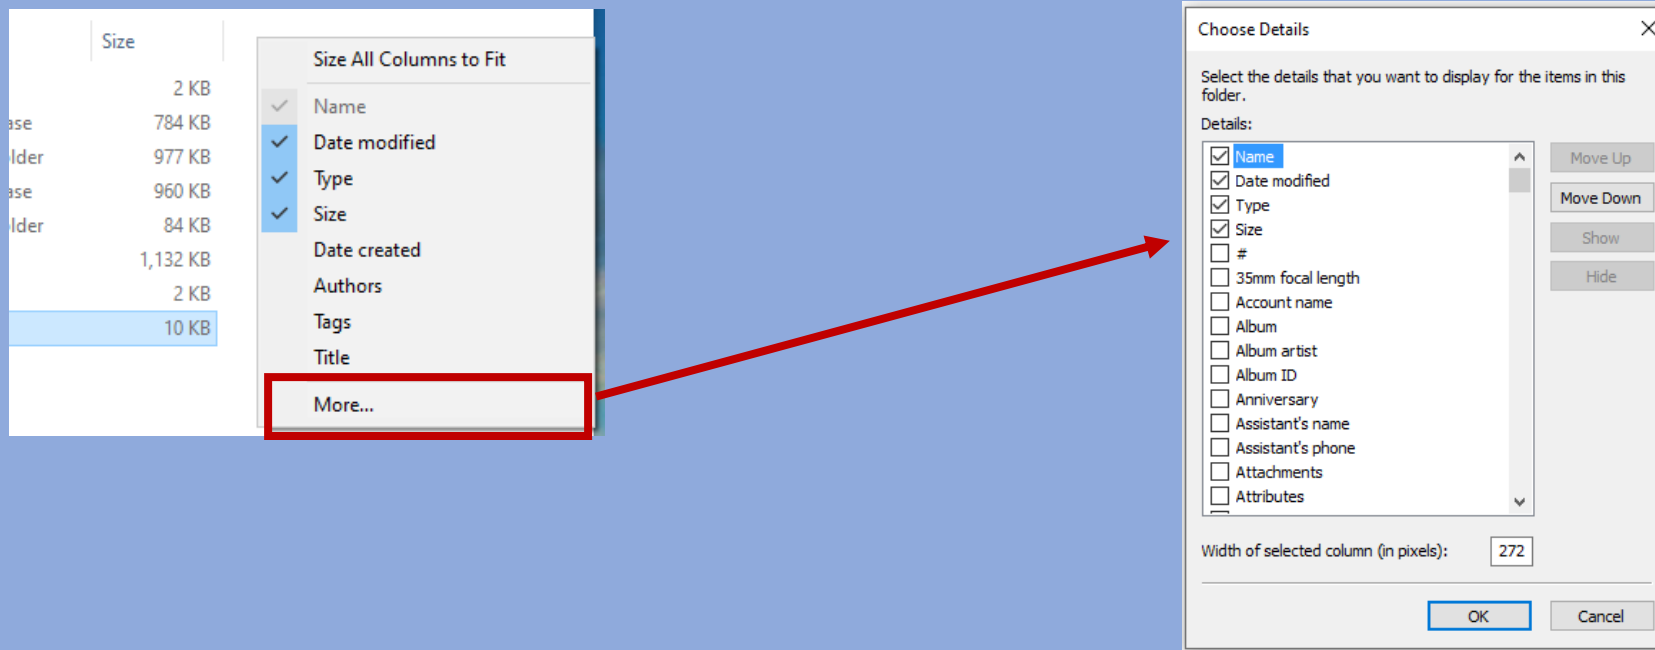 Size
2 KB
ase 784 KB
lder 977 KB
ase 960 KB
lder 84 KB
1,132 KB
2 KB
10 KB
Size All Columns to Fit
Name
Date modified
Type
Size
Date created
Authors
Tags
Title
More...
Choose Details
Select the details that you want to display for the items in this
folder.
Details:
Name
Date modified
Type
Size
#
35mm focal length
Account name
Album
Album artist
Album ID
Anniversary
Assistant's name
Assistant's phone
Attachments
Attributes
Move Up
Move Down
Show
Hide
Width of selected column (in pixels): 272
OK Cancel